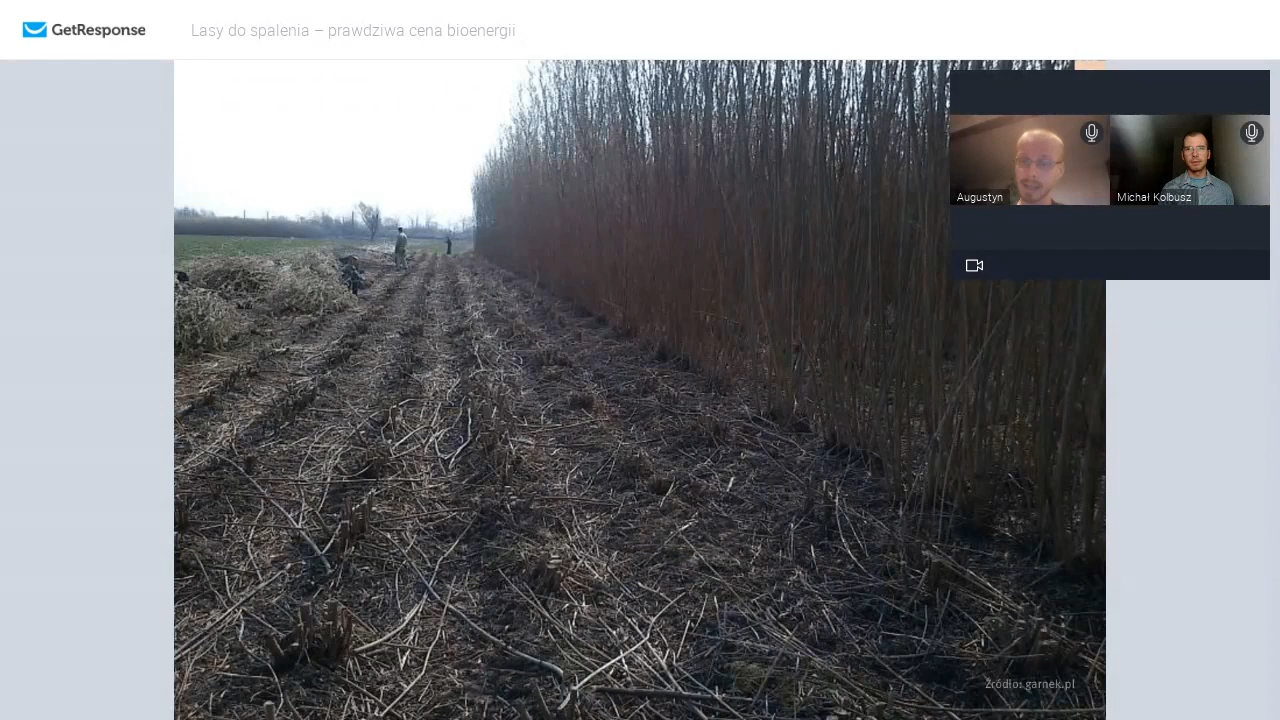 GetResponse
Lasy do spalenia – prawdziwa cena bioenergii
Augustyn
Michał Kolbusz
Źródło: garnek.pl